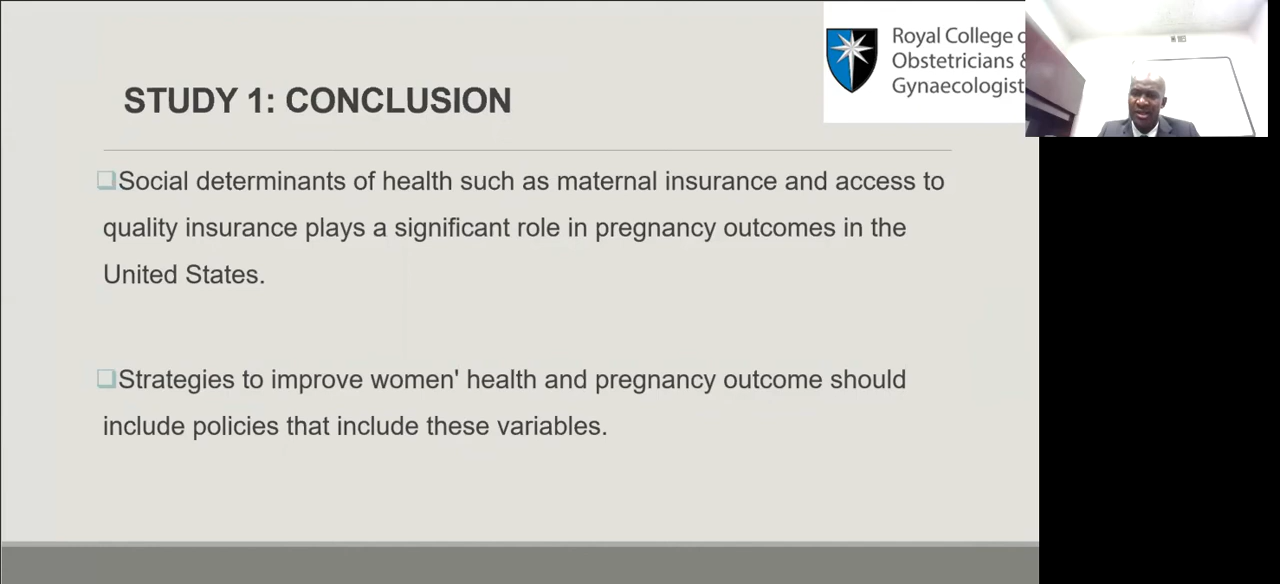 Royal College
Obstetricians &
Gynaecologist
STUDY 1: CONCLUSION
❑Social determinants of health such as maternal insurance and access to
quality insurance plays a significant role in pregnancy outcomes in the
United States.
❑Strategies to improve women' health and pregnancy outcome should
include policies that include these variables.